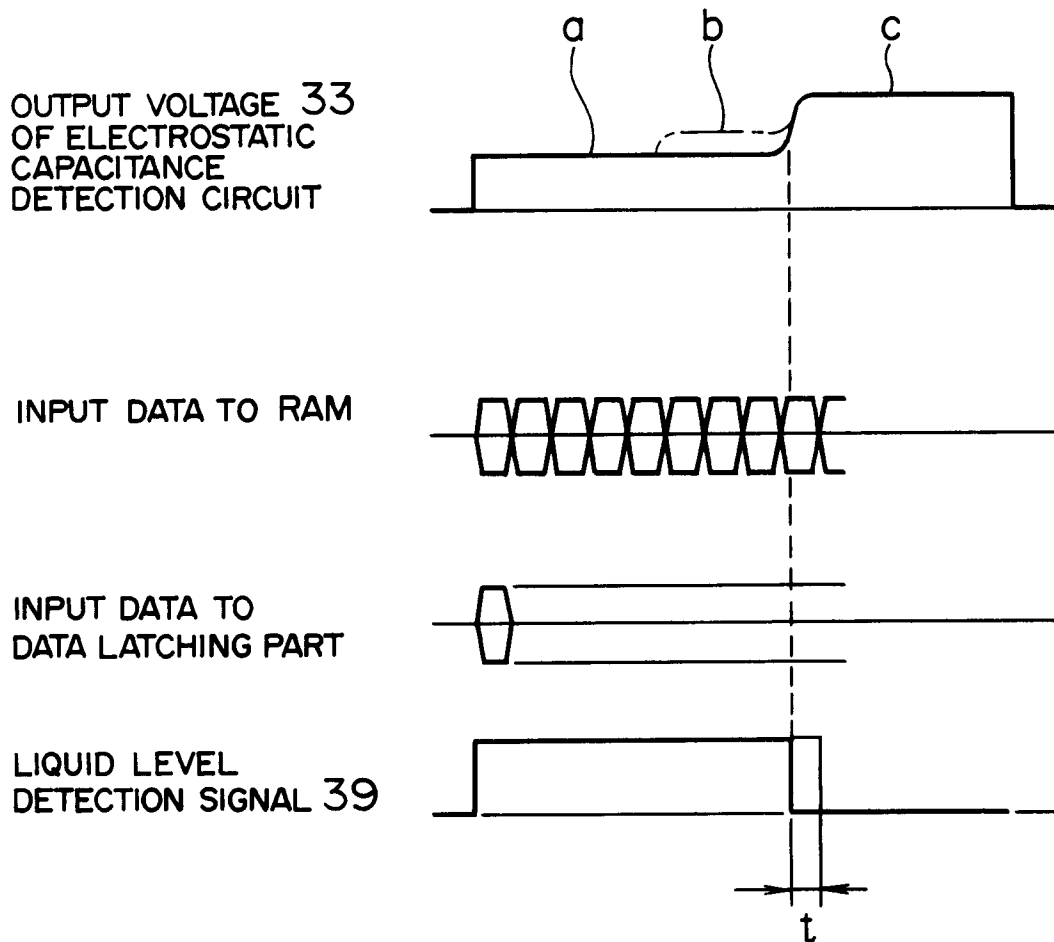 a b c
OUTPUT VOLTAGE 33
OF ELECTROSTATIC
CAPACITANCE
DETECTION CIRCUIT
INPUT DATA TO RAM
INPUT DATA TO
DATA LATCHING PART
LIQUID LEVEL
DETECTION SIGNAL 39
t